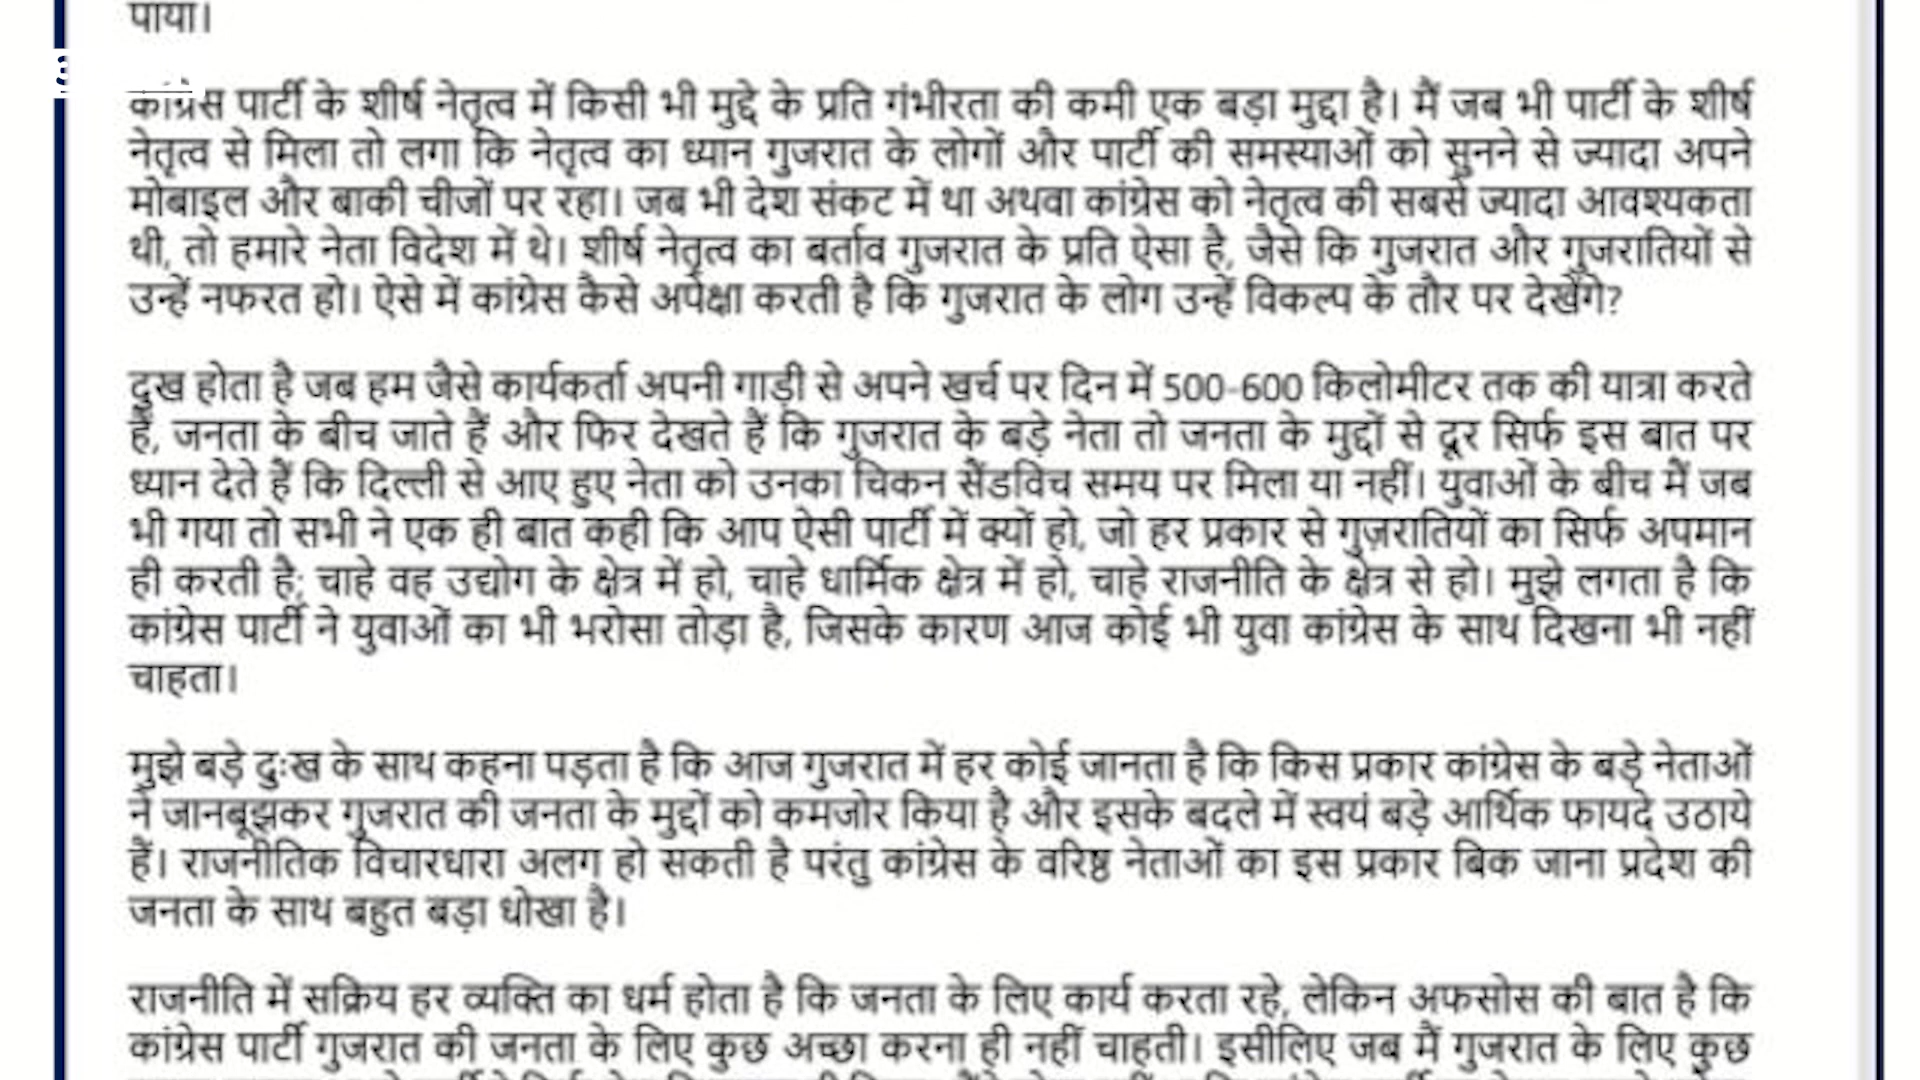 पाया।
कांग्रेस पार्टी के शीर्ष नेतृत्व में किसी भी मुद्दे के प्रति गंभीरता की कमी एक बड़ा मुद्दा है। मैं जब भी पार्टी के शीर्ष
नेतृत्व से मिला तो लगा कि नेतृत्व का ध्यान गुजरात के लोगों और पार्टी की समस्याओं को सुनने से ज्यादा अपने
मोबाइल और बाकी चीजों पर रहा। जब भी देश संकट में था अथवा कांग्रेस को नेतृत्व की सबसे ज्यादा आवश्यकता
थी, तो हमारे नेता विदेश में थे। शीर्ष नेतृत्व का बर्ताव गुजरात के प्रति ऐसा है, जैसे कि गुजरात और गुजरातियों से
उन्हें नफरत हो। ऐसे में कांग्रेस कैसे अपेक्षा करती है कि गुजरात के लोग उन्हें विकल्प के तौर पर देखेंगे?
दुख होता है जब हम जैसे कार्यकर्ता अपनी गाड़ी से अपने खर्च पर दिन में 500-600 किलोमीटर तक की यात्रा करते
हैं, जनता के बीच जाते हैं और फिर देखते हैं कि गुजरात के बड़े नेता तो जनता के मुद्दों से दूर सिर्फ इस बात पर
ध्यान देते हैं कि दिल्ली से आए हुए नेता को उनका चिकन सैंडविच समय पर मिला या नहीं। युवाओं के बीच मैं जब
भी गया तो सभी ने एक ही बात कही कि आप ऐसी पार्टी में क्यों हो, जो हर प्रकार से गुज़रातियों का सिर्फ अपमान
ही करती है; चाहे वह उद्योग के क्षेत्र में हो, चाहे धार्मिक क्षेत्र में हो, चाहे राजनीति के क्षेत्र से हो। मुझे लगता है कि
कांग्रेस पार्टी ने युवाओं का भी भरोसा तोड़ा है, जिसके कारण आज कोई भी युवा कांग्रेस के साथ दिखना भी नहीं
चाहता।
मुझे बड़े दुःख के साथ कहना पड़ता है कि आज गुजरात में हर कोई जानता है कि किस प्रकार कांग्रेस के बड़े नेताओं
ने जानबूझकर गुजरात की जनता के मुद्दों को कमजोर किया है और इसके बदले में स्वयं बड़े आर्थिक फायदे उठाये
हैं। राजनीतिक विचारधारा अलग हो सकती है परंतु कांग्रेस के वरिष्ठ नेताओं का इस प्रकार बिक जाना प्रदेश की
जनता के साथ बहुत बड़ा धोखा है।
राजनीति में सक्रिय हर व्यक्ति का धर्म होता है कि जनता के लिए कार्य करता रहे, लेकिन अफसोस की बात है कि
कांग्रेस पार्टी गुजरात की जनता के लिए कुछ अच्छा करना ही नहीं चाहती। इसीलिए जब मैं गुजरात के लिए कुछ